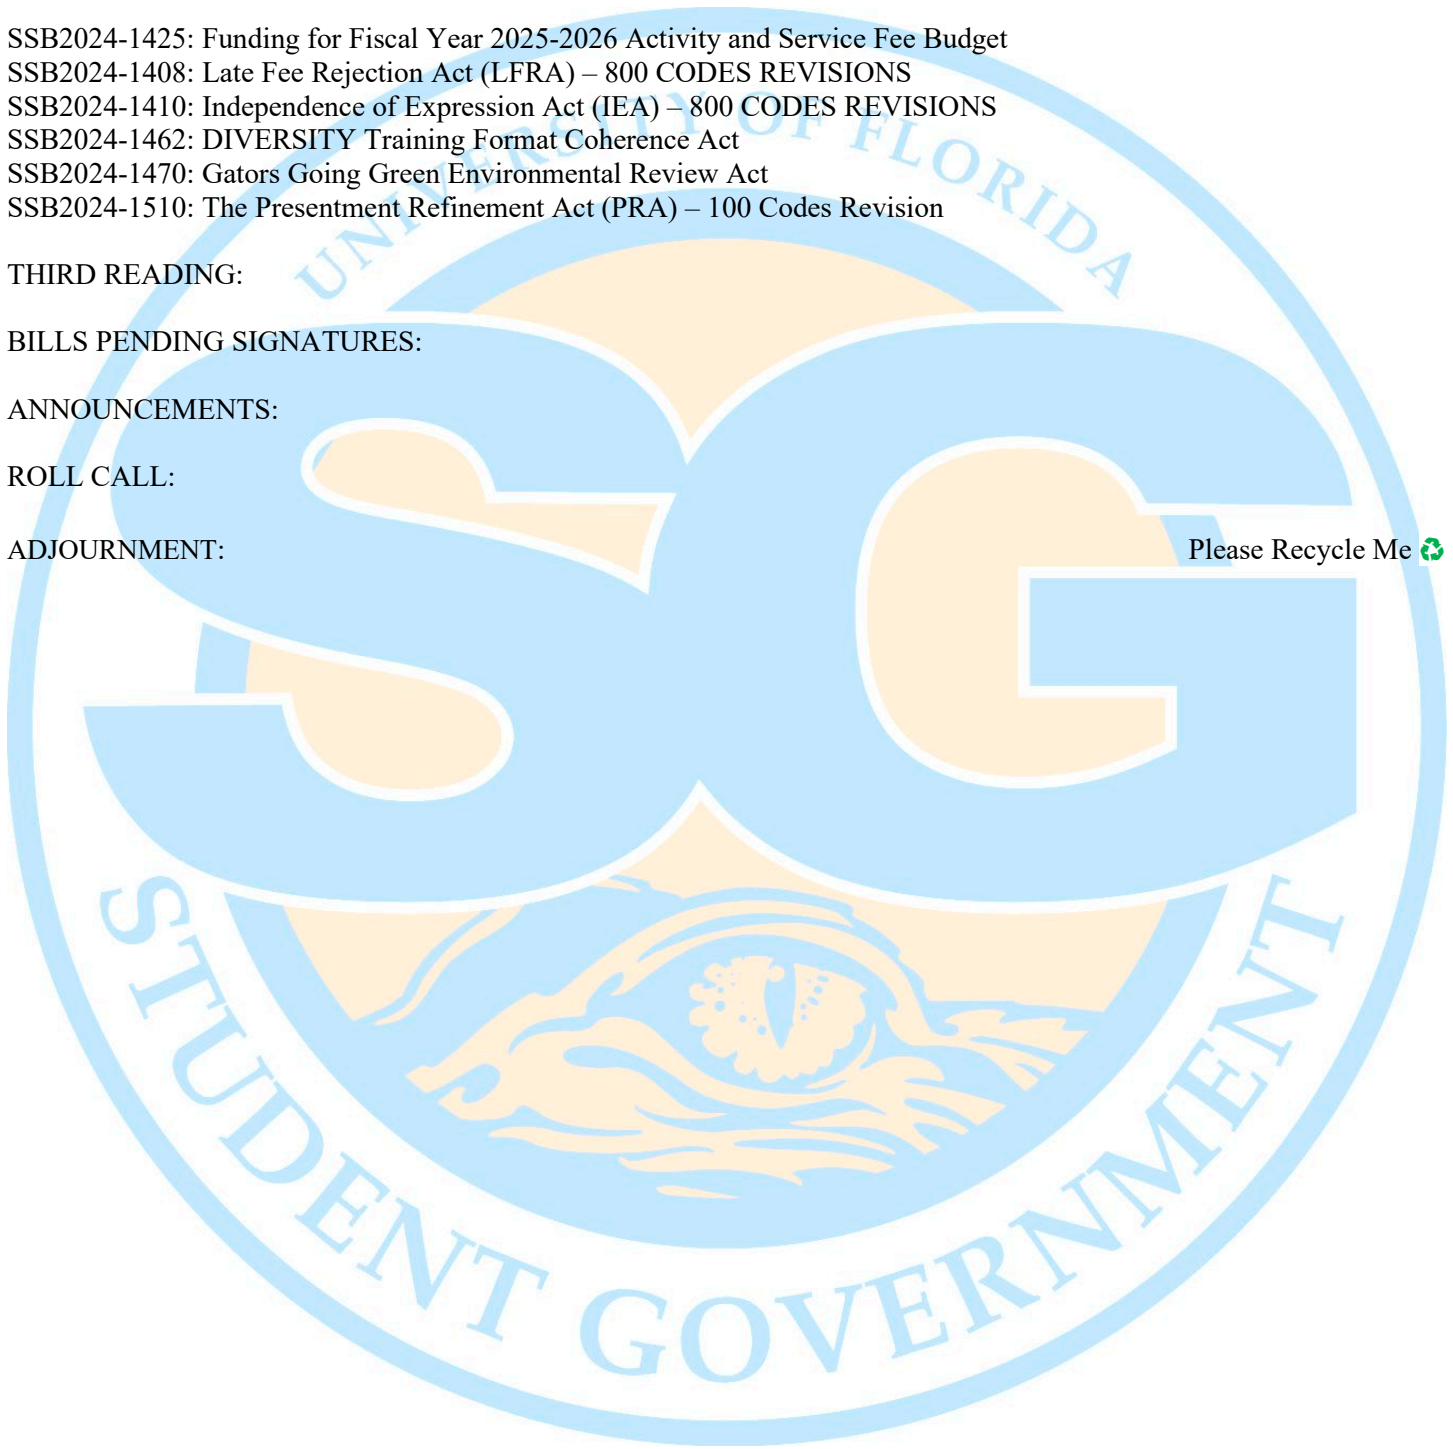 SSB2024-1425: Funding for Fiscal Year 2025-2026 Activity and Service Fee Budget
SSB2024-1408: Late Fee Rejection Act (LFRA) – 800 CODES REVISIONS
SSB2024-1410: Independence of Expression Act (IEA) – 800 CODES REVISIONS
SSB2024-1462: DIVERSITY Training Format Coherence Act
SSB2024-1470: Gators Going Green Environmental Review Act
SSB2024-1510: The Presentment Refinement Act (PRA) – 100 Codes Revision
THIRD READING:
BILLS PENDING SIGNATURES:
ANNOUNCEMENTS:
ROLL CALL:
ADJOURNMENT: Please Recycle Me
UNIVERSITY OF FLORIDA
SG
STUDENT GOVERNMENT